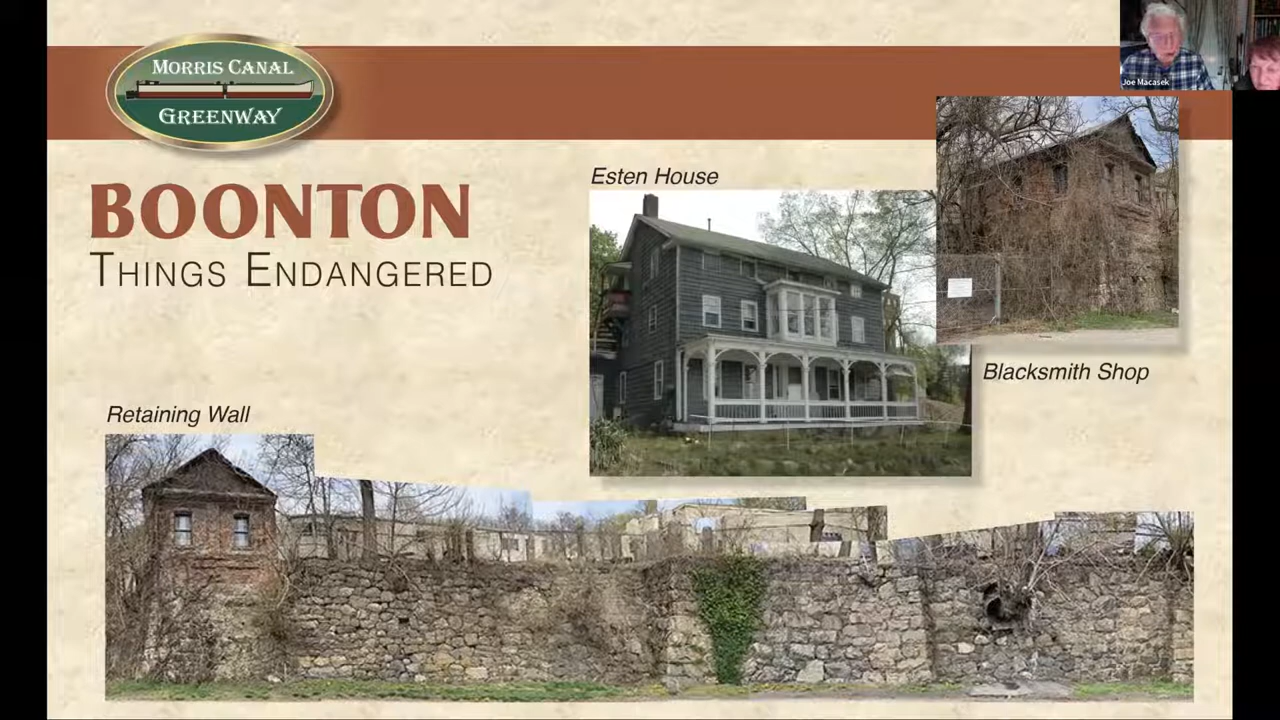 MORRIS CANAL
GREENWAY
Joe Macasek
BOONTON
THINGS ENDANGERED
Esten House
Blacksmith Shop
Retaining Wall